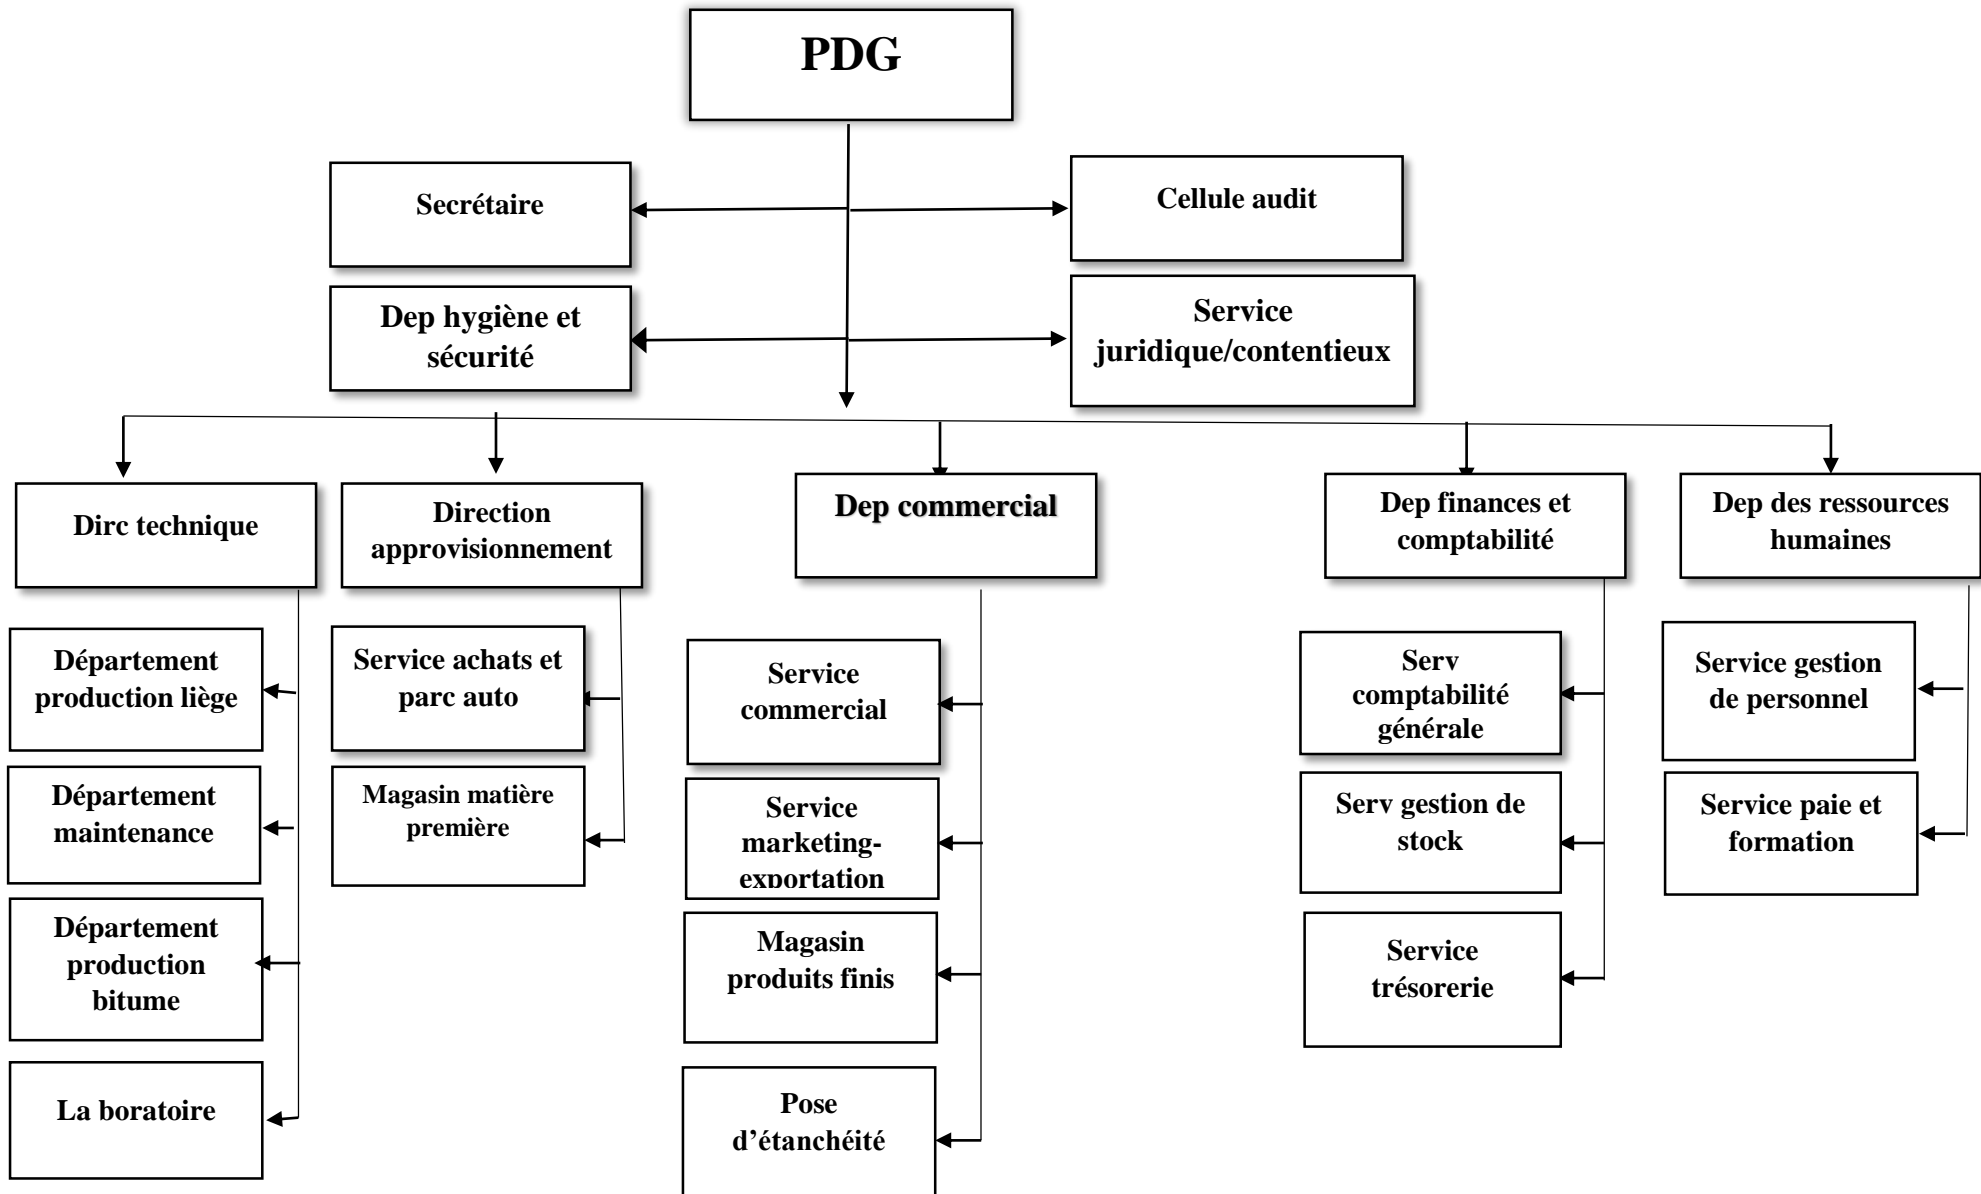 PDG
Secrétaire
Cellule audit
Dep hygiène et
sécurité
Service
juridique/contentieux
Dirc technique
Direction
approvisionnement
Dep commercial
Dep finances et
comptabilité
Dep des ressources
humaines
Département
production liège
Service achats et
parc auto
Service
commercial
Serv
comptabilité
générale
Service gestion
de personnel
Département
maintenance
Magasin matière
première
Service
marketing-
exportation
Serv gestion de
stock
Service paie et
formation
Département
production
bitume
Magasin
produits finis
Service
trésorerie
La boratoire
Pose
d’étanchéité